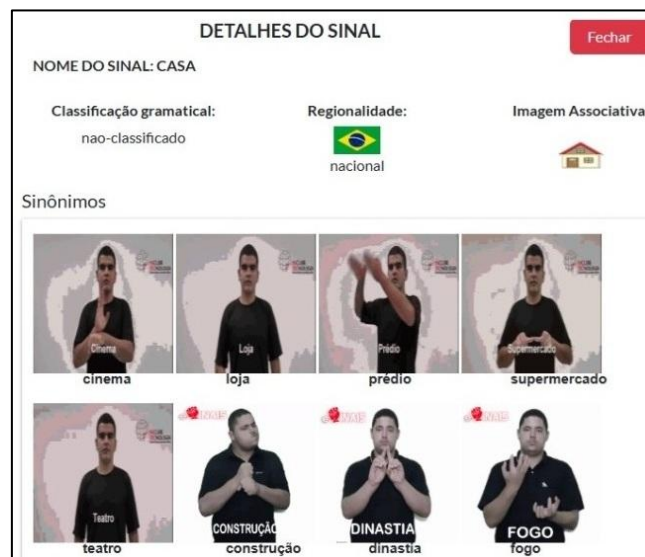 DETALHES DO SINAL
Fechar
NOME DO SINAL: CASA
Classificação gramatical:
Regionalidade:
Imagem Associativa
nao-classificado
nacional
Sinônimos
Cinema
Loja
Prédio
Supermercado
cinema
loja
prédio
supermercado
Teatro
CONSTRUÇÃO
DINASTIA
FOGO
teatro
construção
dinastia
fogo